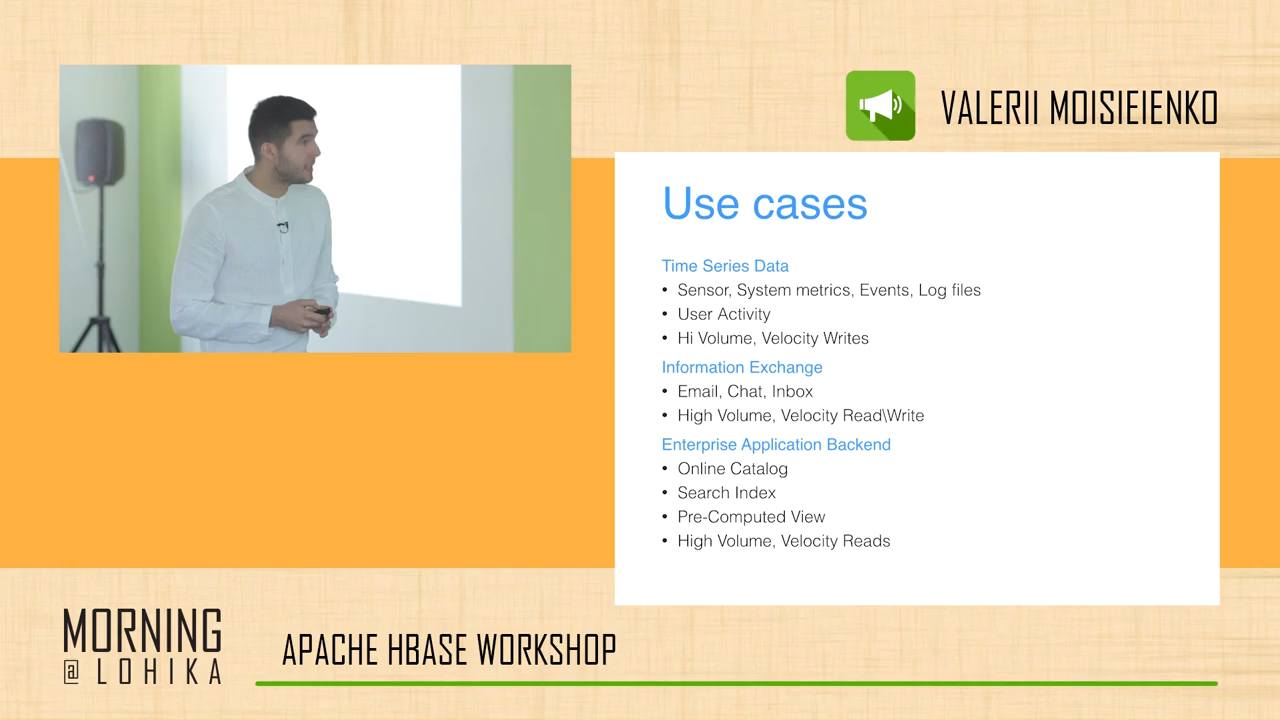 VALERII MOISIEIENKO
Use cases
Time Series Data
• Sensor, System metrics, Events, Log files
• User Activity
• Hi Volume, Velocity Writes
Information Exchange
• Email, Chat, Inbox
• High Volume, Velocity Read\Write
Enterprise Application Backend
• Online Catalog
• Search Index
• Pre-Computed View
• High Volume, Velocity Reads
MORNING
@ LOHIKA
APACHE HBASE WORKSHOP